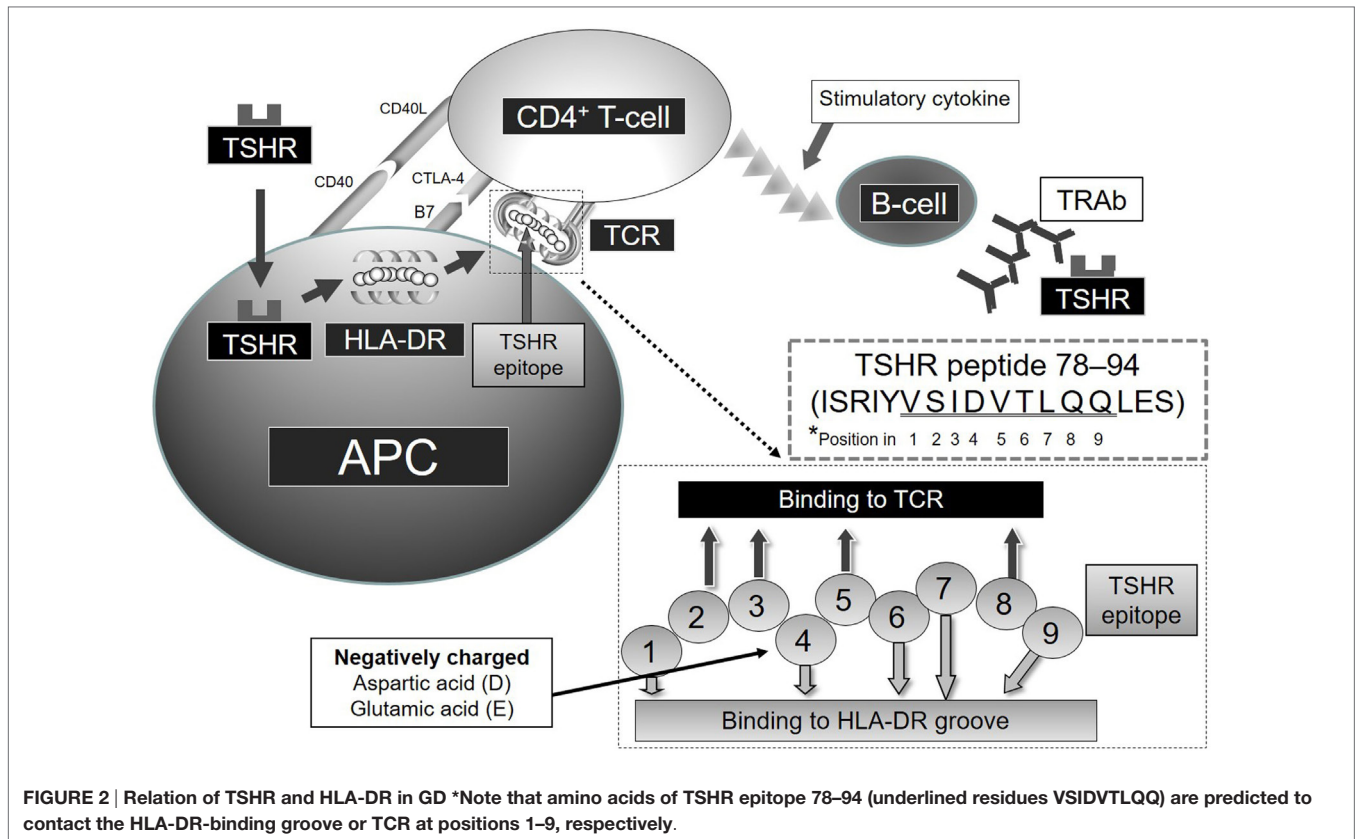 CD40L
CD4+ T-cell
Stimulatory cytokine
TSHR
CD40
CTLA-4
B7
B-cell
TRAb
TCR
TSHR
TSHR
HLA-DR
TSHR
epitope
APC
TSHR peptide 78–94
(ISRIYVSIDVTLQQLES)
*Position in 1 2 3 4 5 6 7 8 9
Binding to TCR
1 2 3 4 5 6 7 8 9
TSHR
epitope
Negatively charged
Aspartic acid (D)
Glutamic acid (E)
Binding to HLA-DR groove
FIGURE 2 | Relation of TSHR and HLA-DR in GD *Note that amino acids of TSHR epitope 78–94 (underlined residues VSIDVTLQQ) are predicted to
contact the HLA-DR-binding groove or TCR at positions 1–9, respectively.